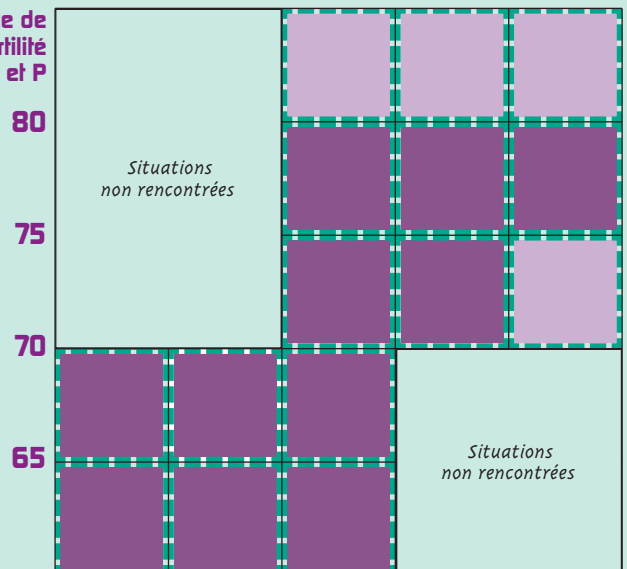 e de
rtilité
et P
80
Situations
non rencontrées
75
70
65
Situations
non rencontrées